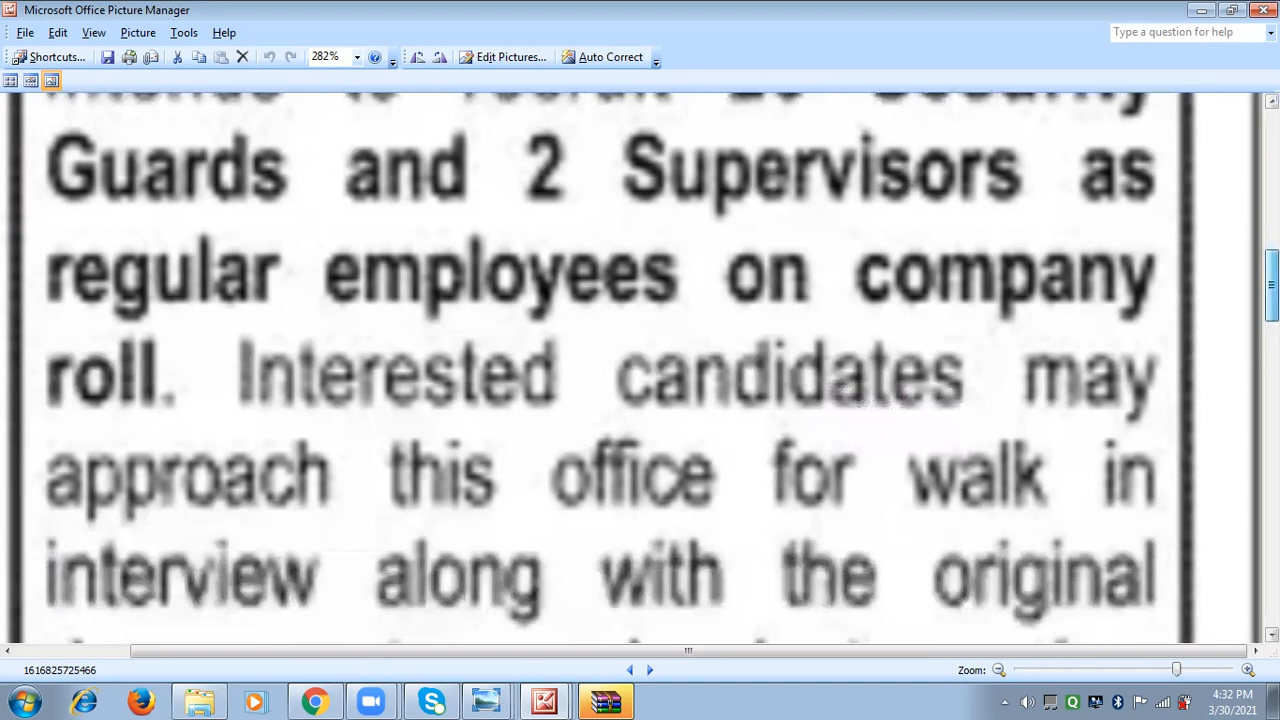 Microsoft Office Picture Manager
File Edit View Picture Tools Help
Type a question for help
Shortcuts... 282% Edit Pictures... Auto Correct
Guards and 2 Supervisors as
regular employees on company
roll. Interested candidates may
approach this office for walk in
interview along with the original
1616825725466
Zoom:
4:32 PM
3/30/2021